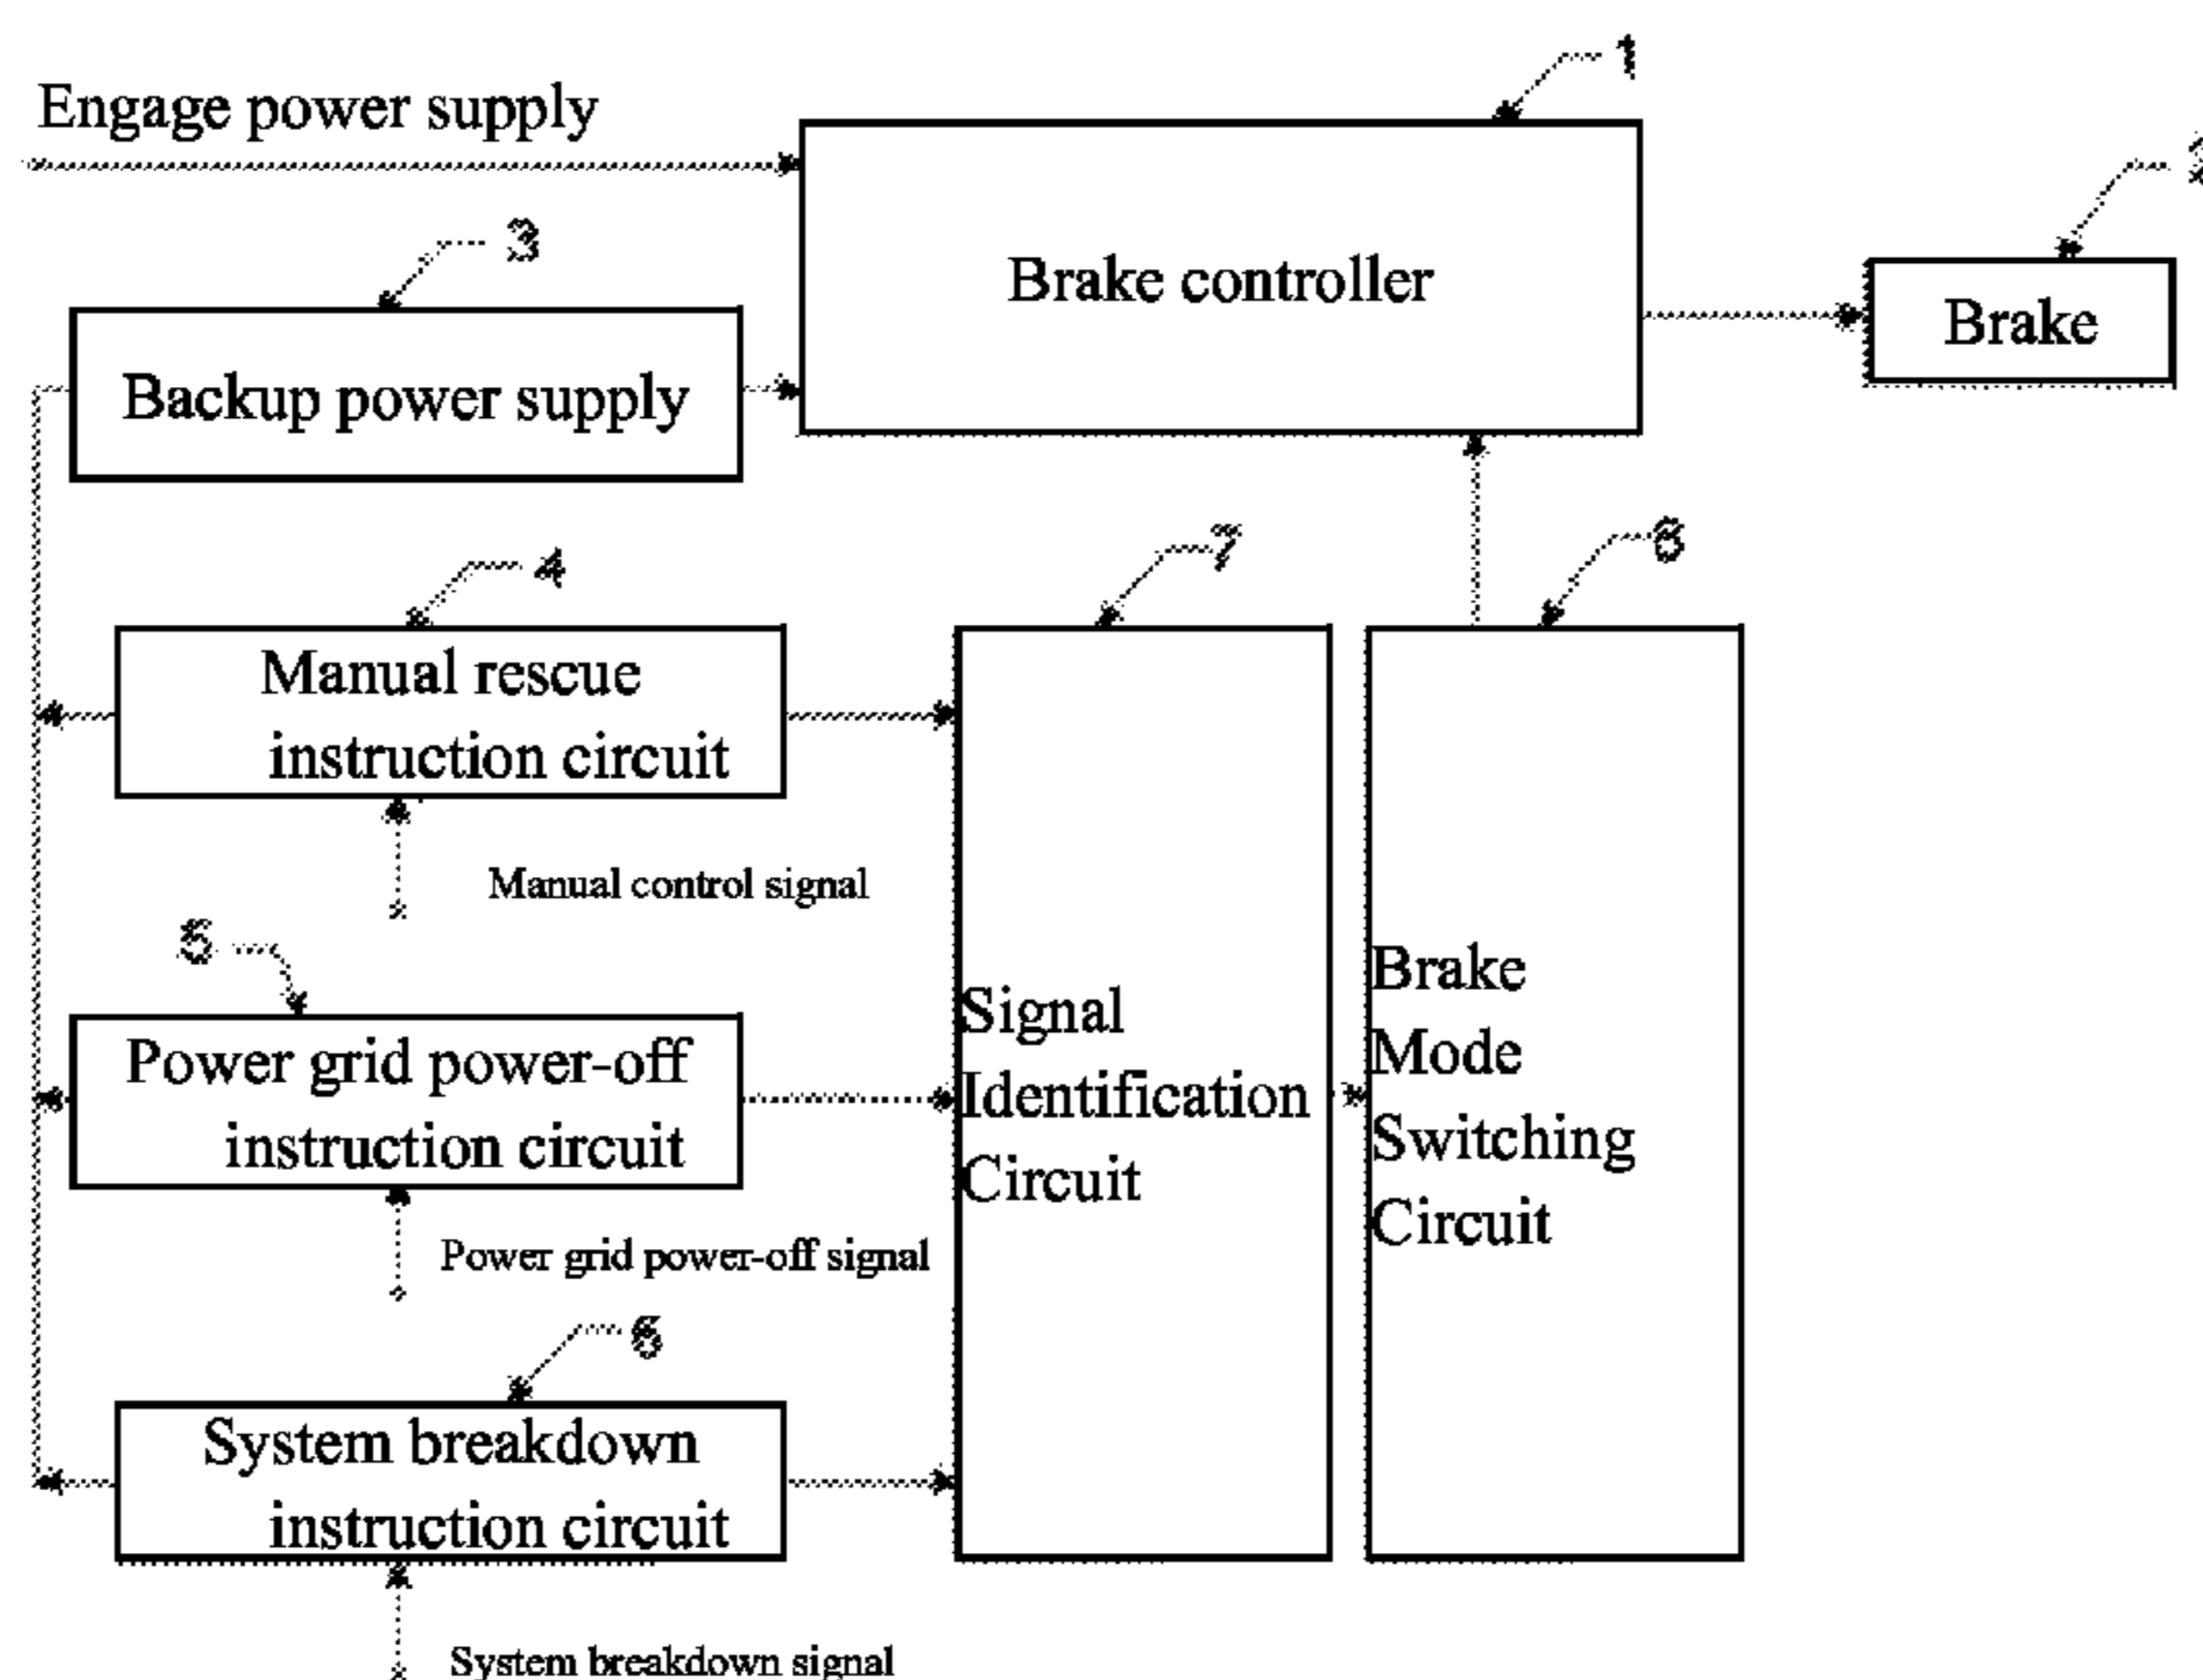 1
Engage power supply
3
Brake controller
Brake
Backup power supply
4
7
Manual rescue
instruction circuit
Manual control signal
5
Power grid power-off
instruction circuit
Signal
Identification
Circuit
Brake
Mode
Switching
Circuit
Power grid power-off signal
6
System breakdown
instruction circuit
System breakdown signal